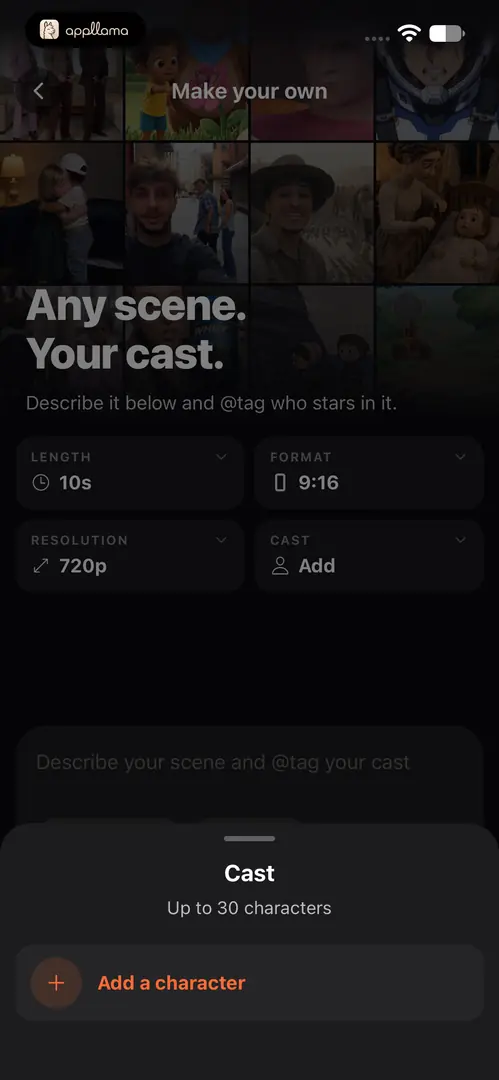 appllama
Make your own
Any scene.
Your cast.
Describe it below and @tag who stars in it.
LENGTH
10s
FORMAT
9:16
RESOLUTION
720p
CAST
Add
Describe your scene and @tag your cast
Cast
Up to 30 characters
Add a character